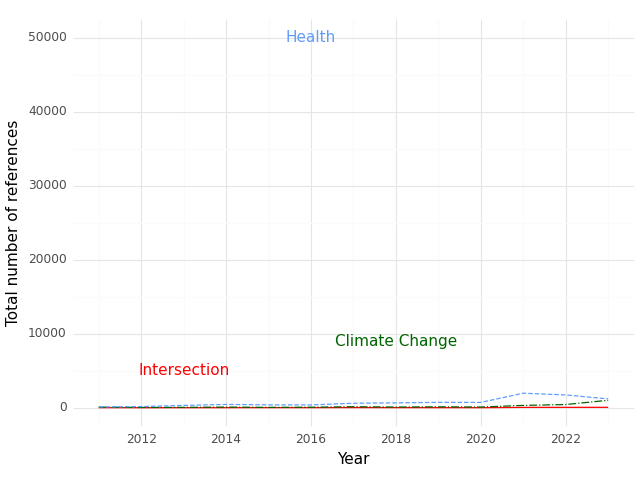 Health
Climate Change
Intersection
50000
40000
30000
20000
10000
0
2012 2014 2016 2018 2020 2022
Year
Total number of references